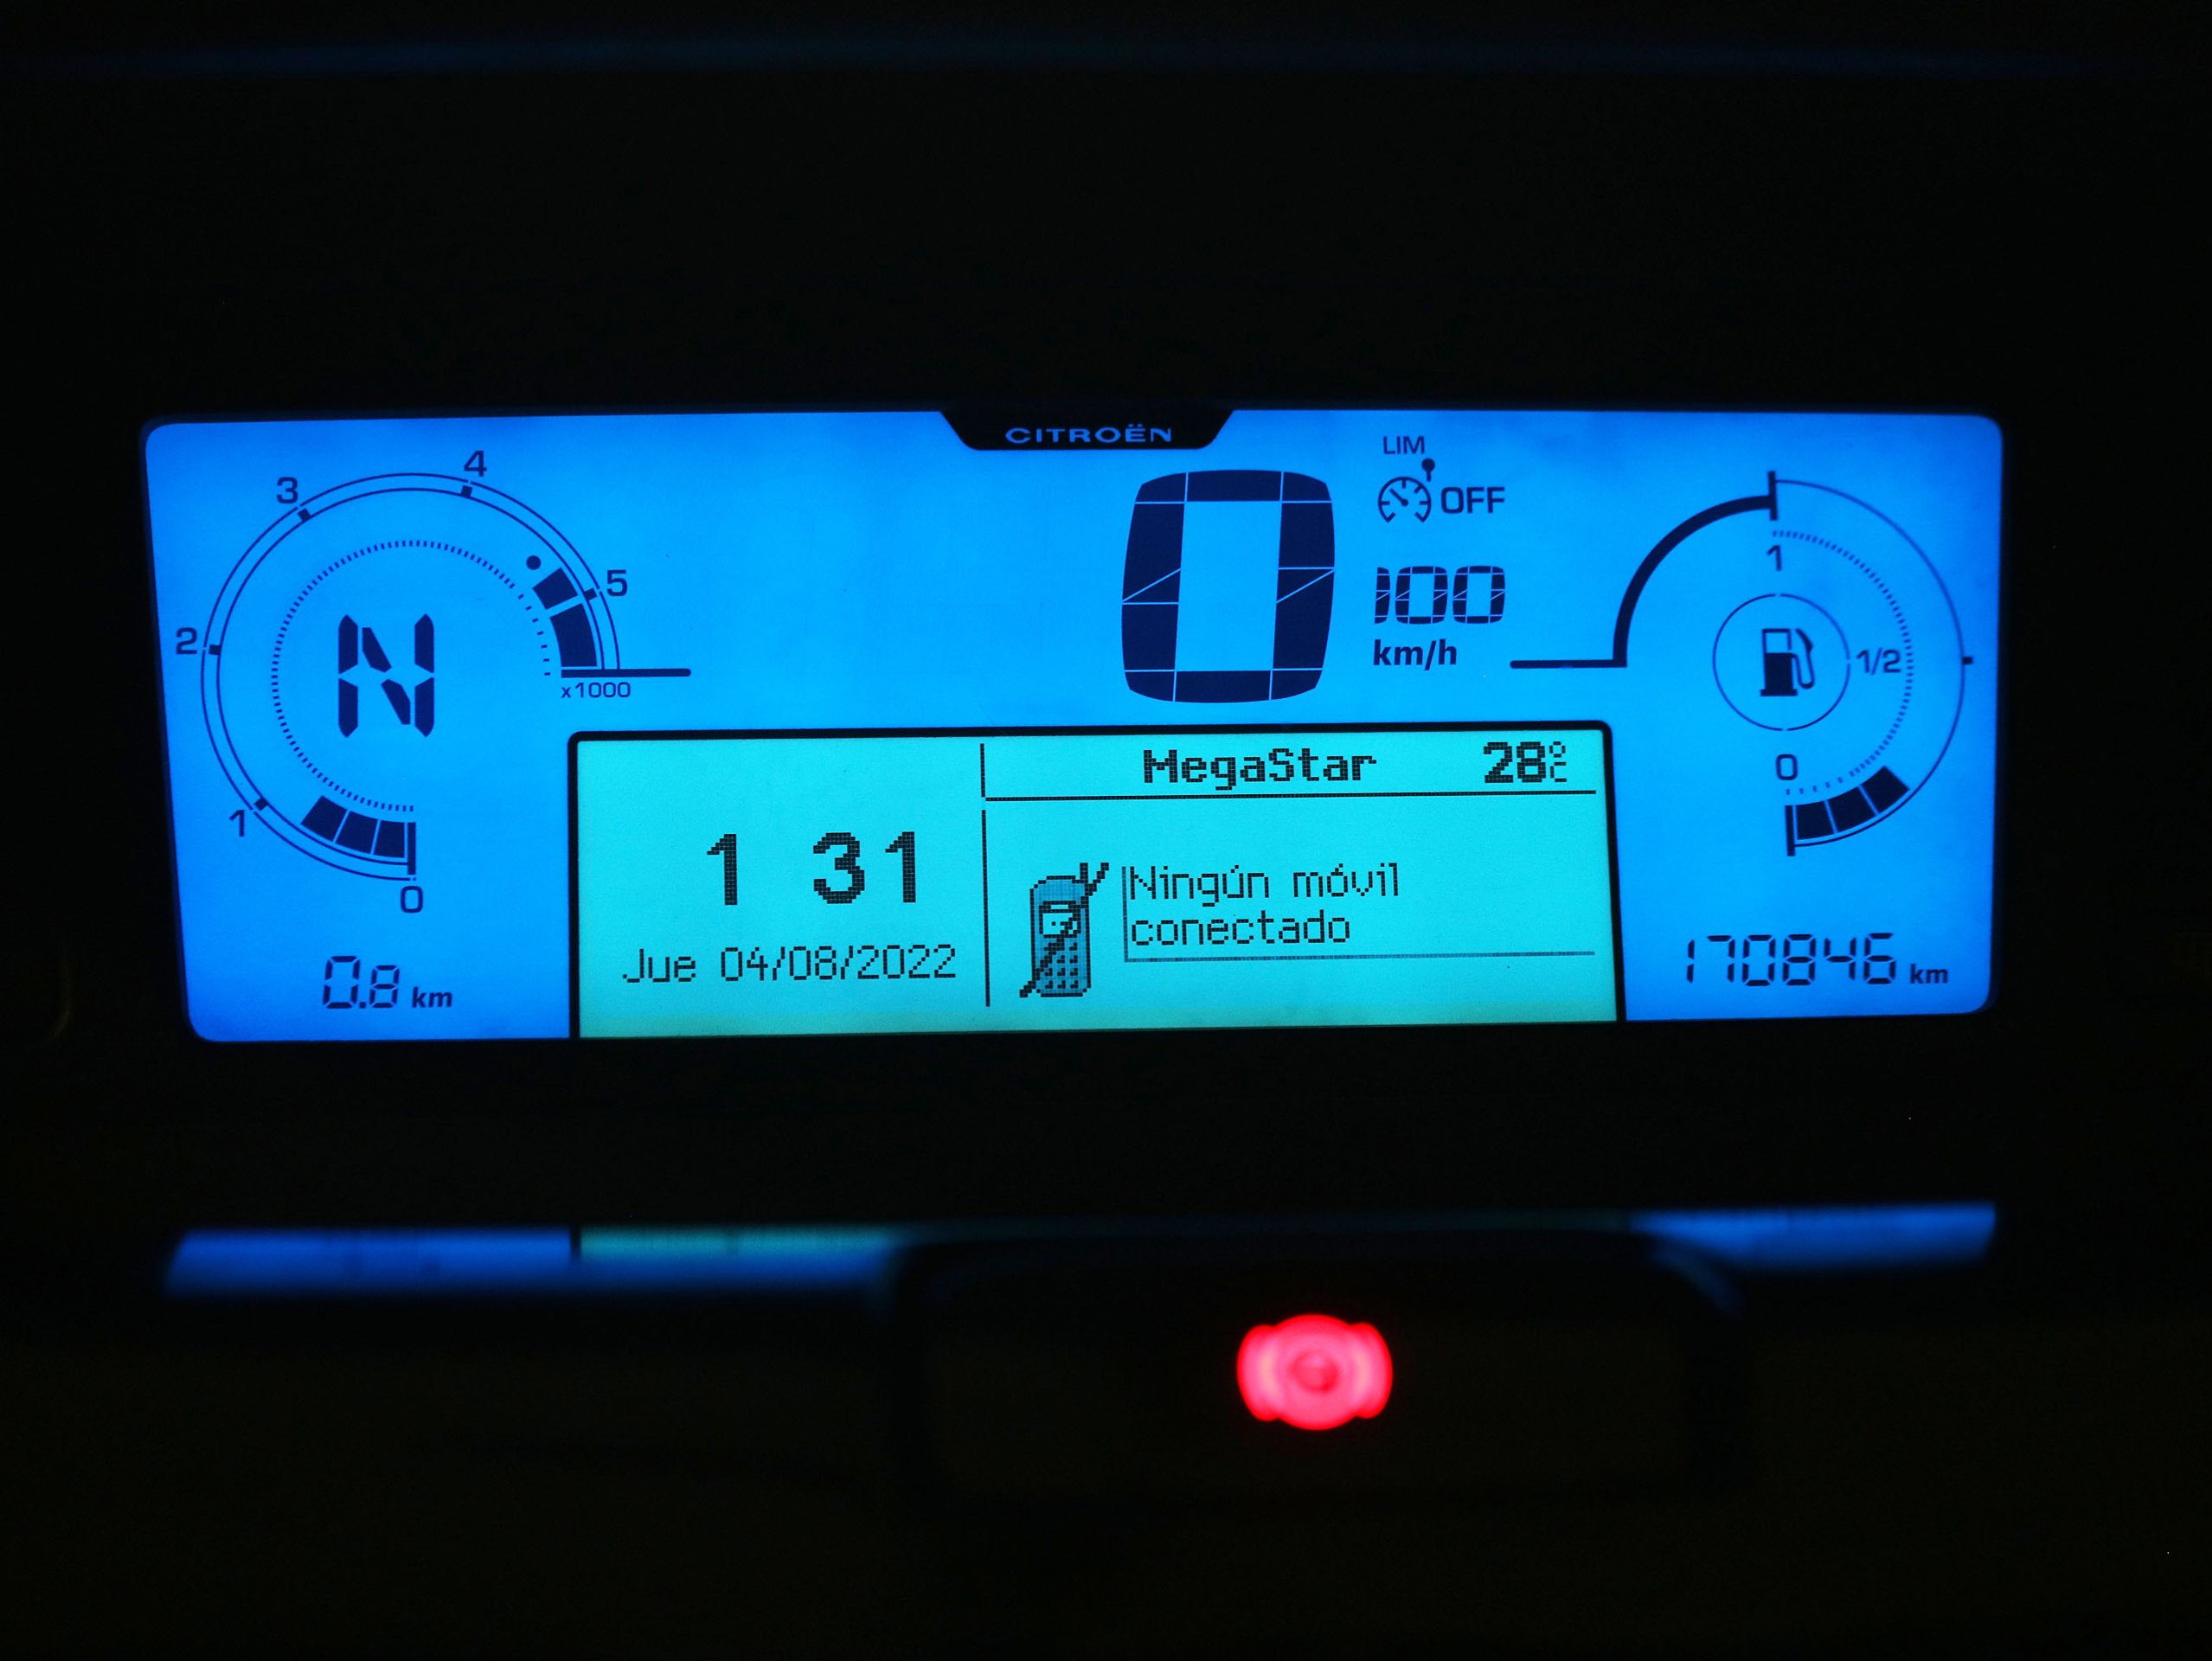 CITROËN
4
3
5
2
1
0
x1000
N
0.8 km
0
LIM
OFF
100
km/h
1
1/2
0
170846 km
MegaStar 28°C
1 31
Jue 04/08/2022
Ningún móvil
conectado